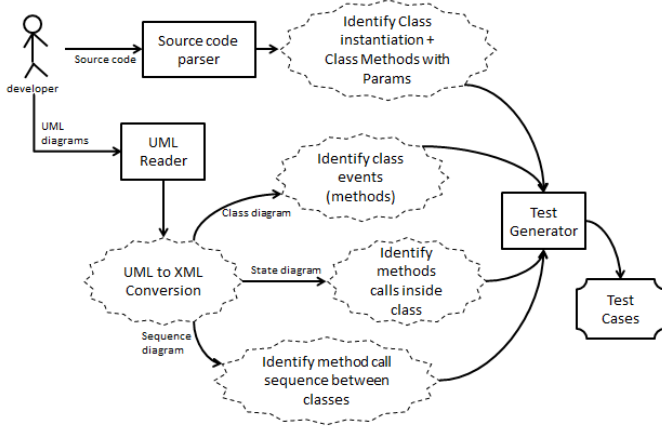 Identify Class
instantiation +
Class Methods with
Params
Source code
parser
Source code
developer
UML
diagrams
UML
Reader
Identify class
events
(methods)
Class diagram
Test
Generator
UML to XML
Conversion
State diagram
Identify
methods
calls inside
class
Test
Cases
Sequence
diagram
Identify method call
sequence between
classes